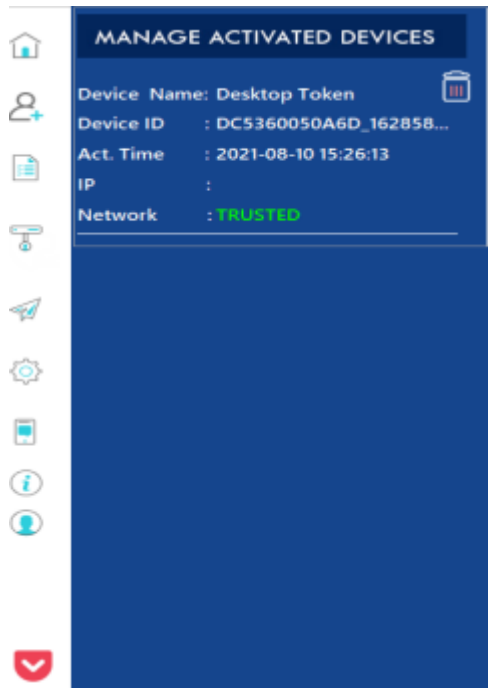 MANAGE ACTIVATED DEVICES
Device Name: Desktop Token
Device ID : DC5360050A6D_162858...
Act. Time : 2021-08-10 15:26:13
IP :
Network : TRUSTED